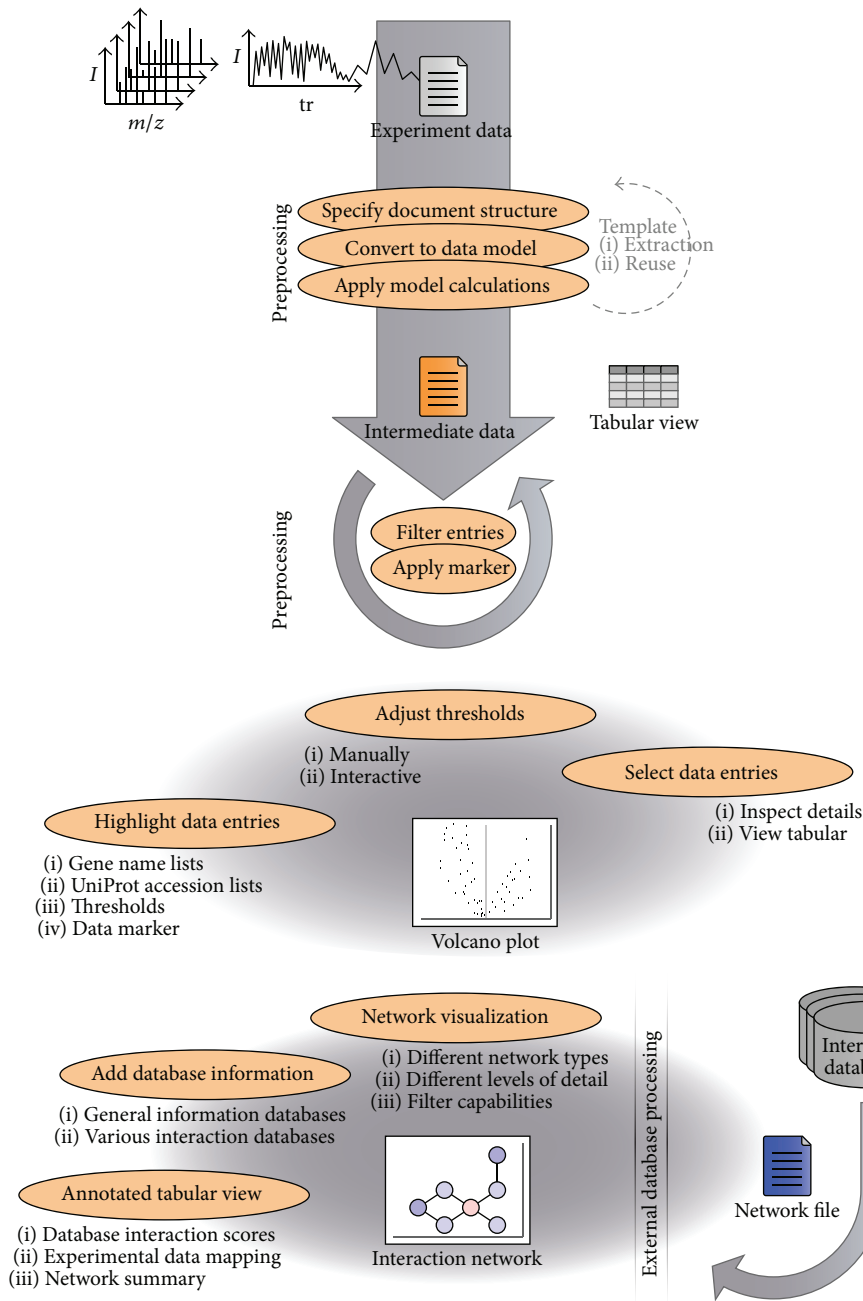 I
m/z
I
tr
Experiment data
Preprocessing
Specify document structure
Convert to data model
Apply model calculations
Template
(i) Extraction
(ii) Reuse
Intermediate data
Tabular view
Preprocessing
Filter entries
Apply marker
Adjust thresholds
(i) Manually
(ii) Interactive
Select data entries
(i) Inspect details
(ii) View tabular
Highlight data entries
(i) Gene name lists
(ii) UniProt accession lists
(iii) Thresholds
(iv) Data marker
Volcano plot
Network visualization
(i) Different network types
(ii) Different levels of detail
(iii) Filter capabilities
Add database information
(i) General information databases
(ii) Various interaction databases
Annotated tabular view
(i) Database interaction scores
(ii) Experimental data mapping
(iii) Network summary
Interaction network
External database processing
Network file